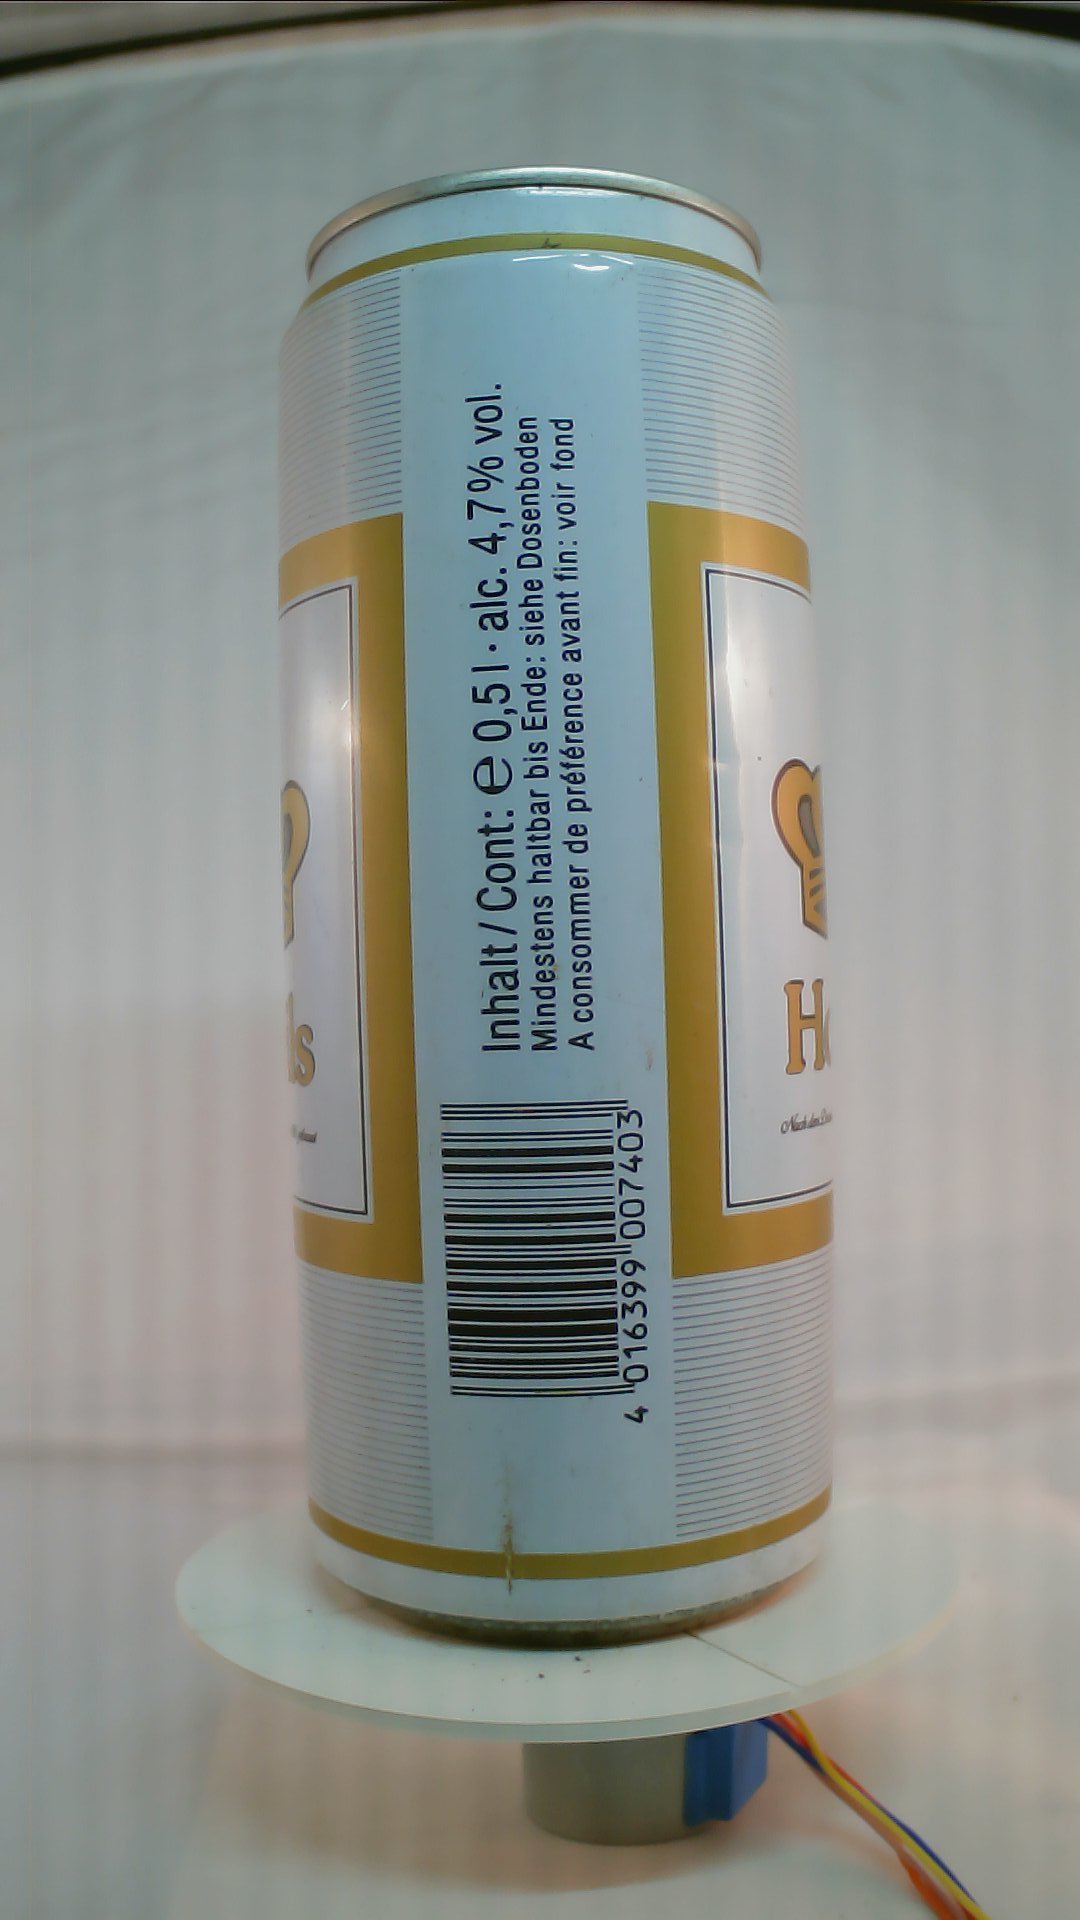 Inhalt / Cont: ℮ 0,5 l · alc. 4,7% vol.
Mindestens haltbar bis Ende: siehe Dosenboden
A consommer de préférence avant fin: voir fond
4 016399 007403